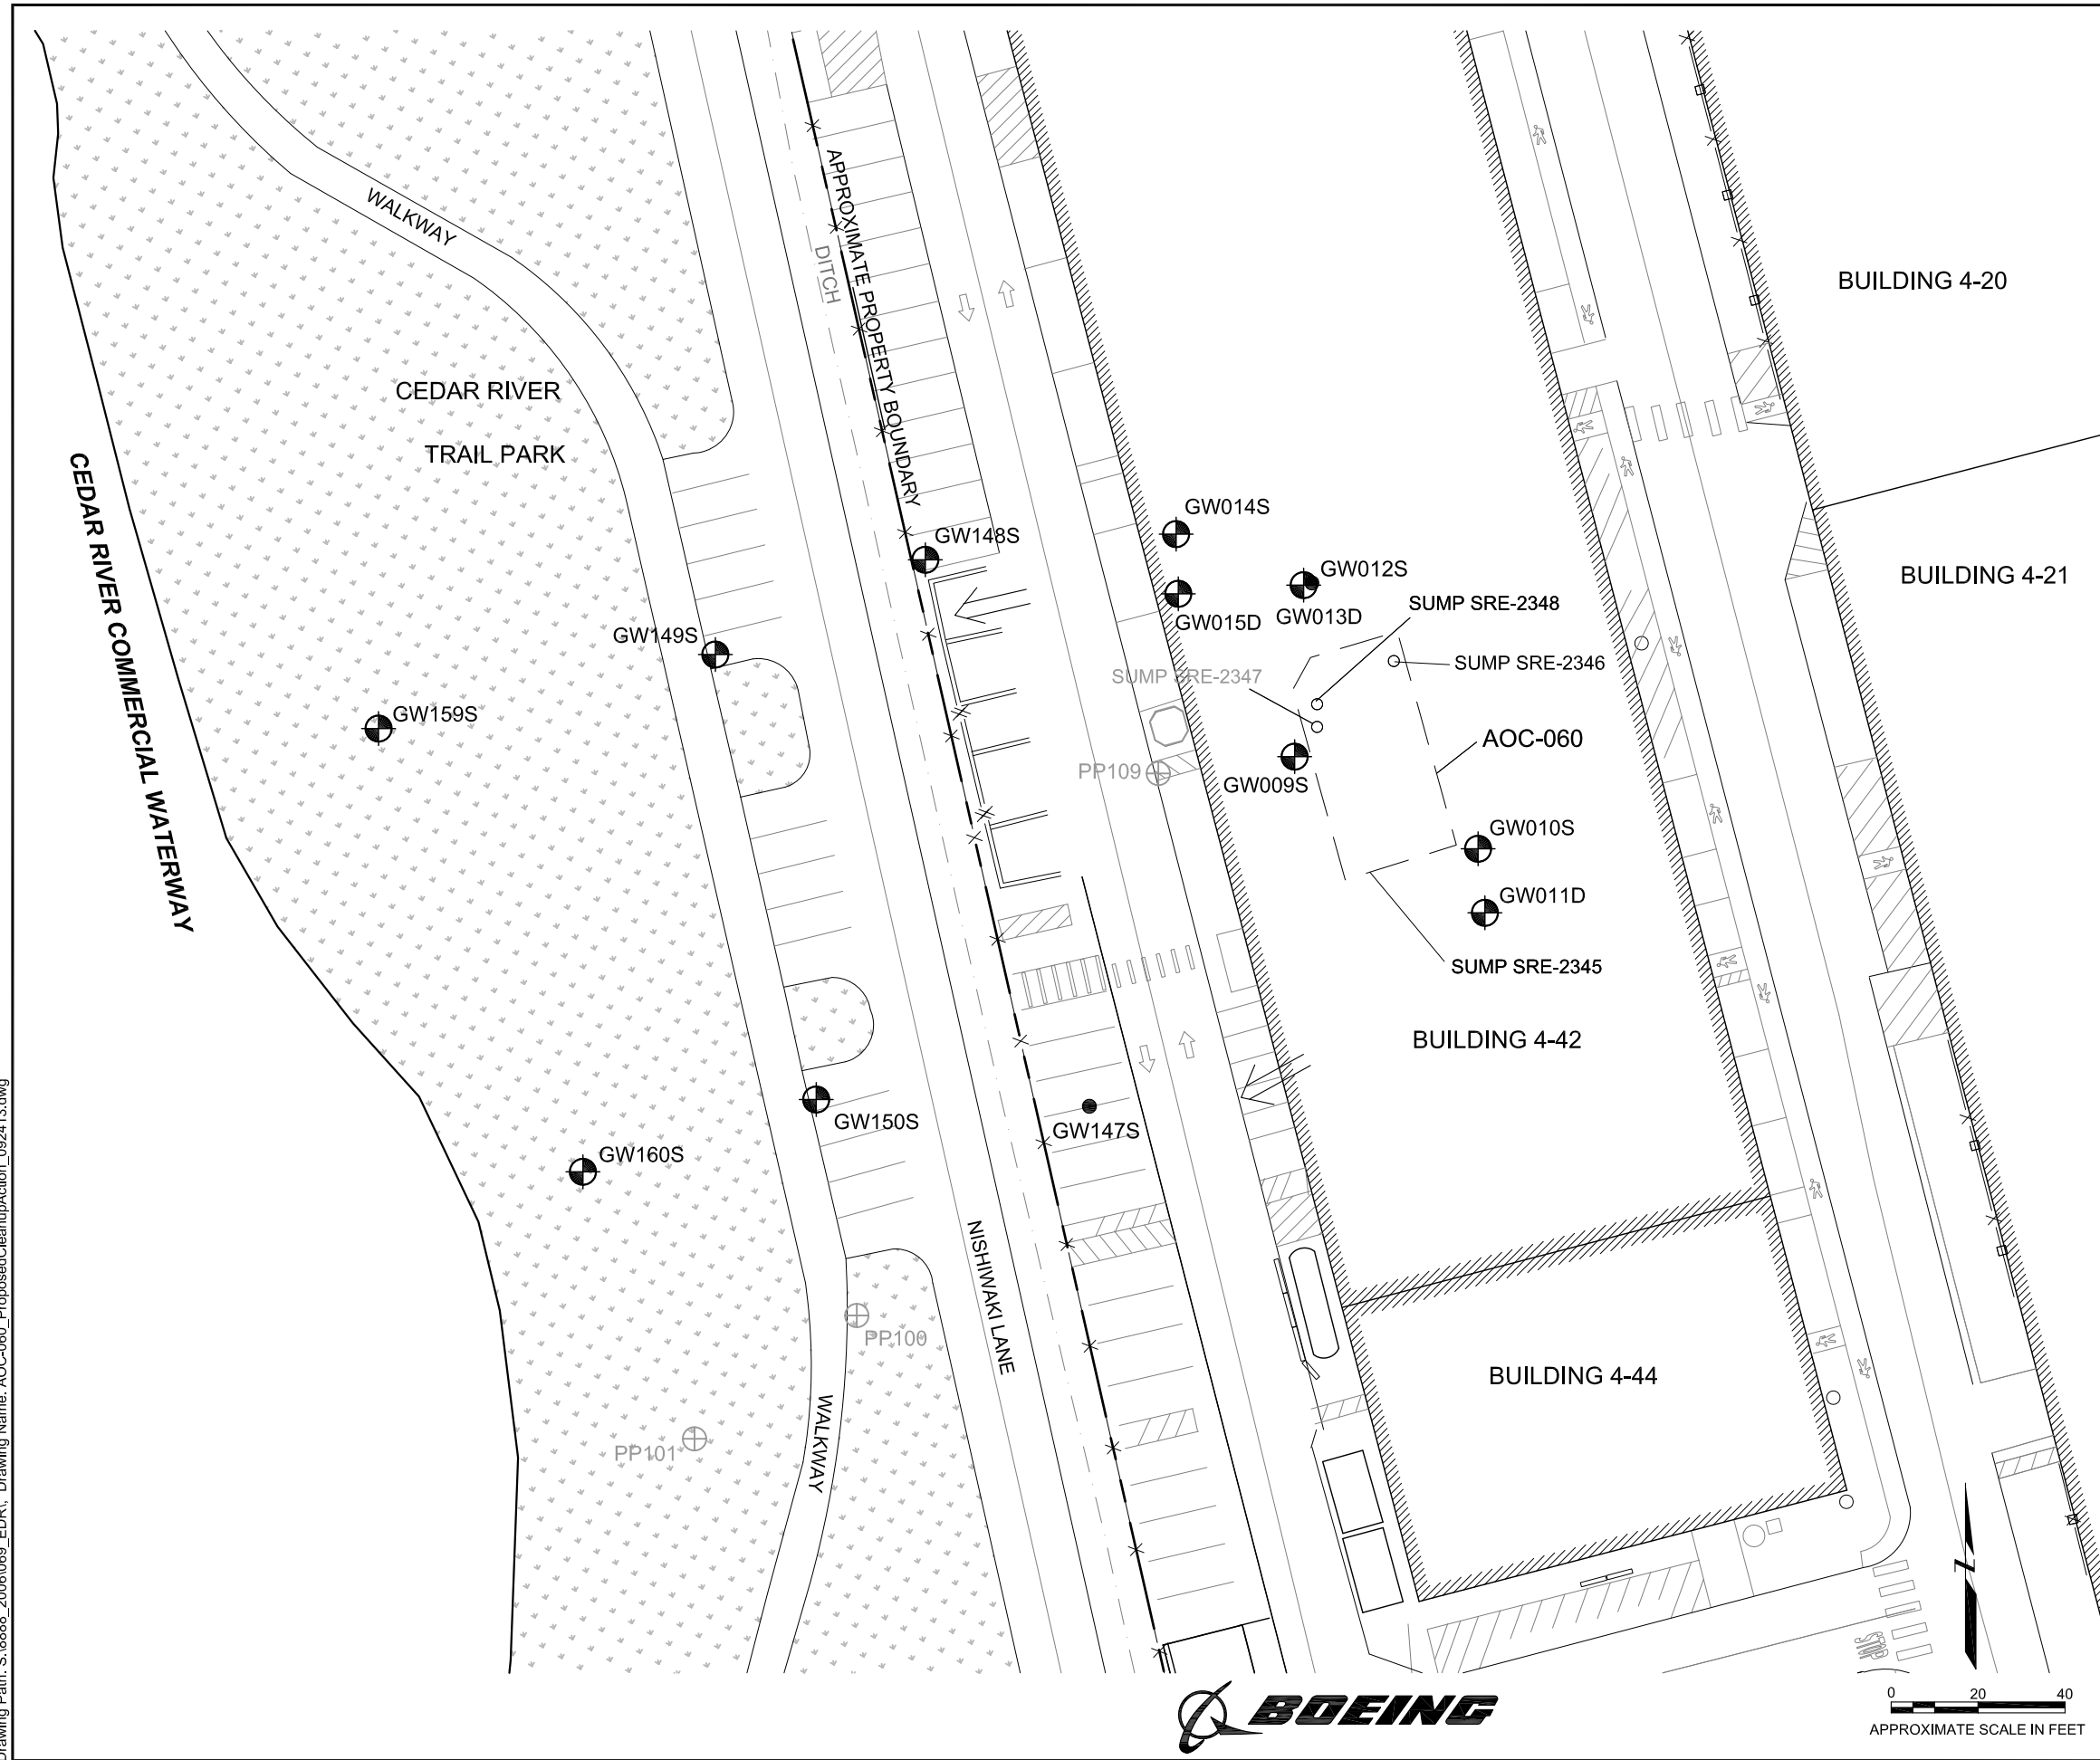 WALKWAY
APPROXIMATE PROPERTY BOUNDARY
DITCH
BUILDING 4-20
CEDAR RIVER
TRAIL PARK
CEDAR RIVER COMMERCIAL WATERWAY
GW014S
GW148S
GW012S
BUILDING 4-21
SUMP SRE-2348
GW015D
GW013D
GW149S
SUMP SRE-2346
SUMP SRE-2347
GW159S
AOC-060
PP109
GW009S
GW010S
GW011D
SUMP SRE-2345
BUILDING 4-42
GW150S
GW147S
GW160S
NISHIWAKI LANE
PP100
BUILDING 4-44
WALKWAY
PP101
N
STOP
BOEING
0 20 40
APPROXIMATE SCALE IN FEET